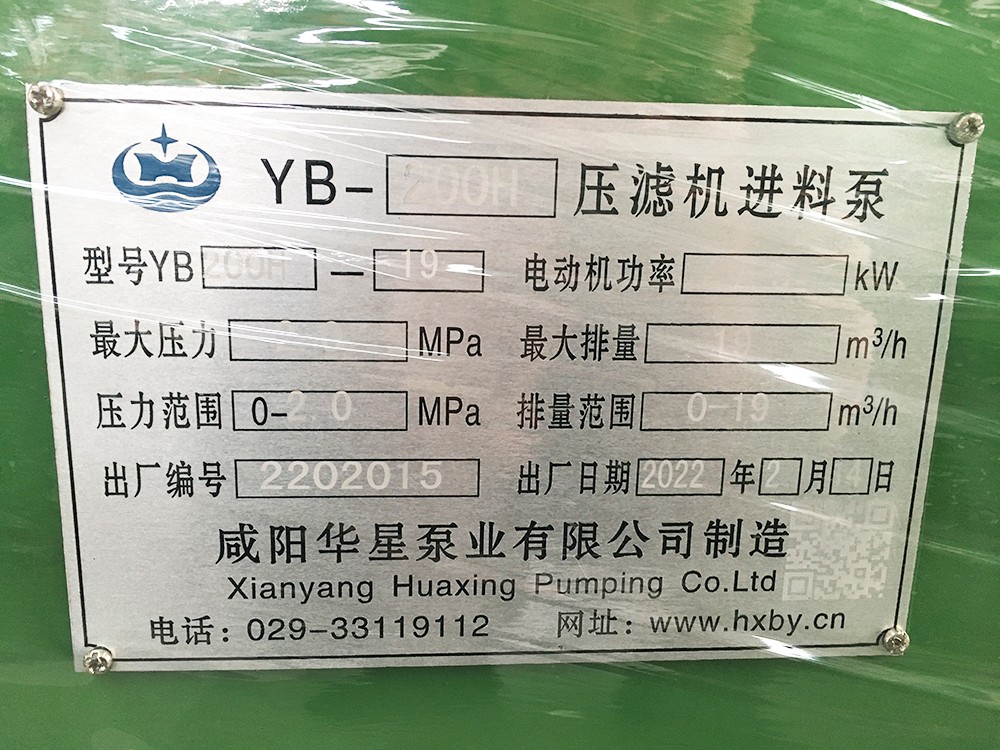 YB-200H 压滤机进料泵
型号YB 200H — -19 电动机功率 kW
最大压力 MPa 最大排量 19 m³/h
压力范围 0-2.0 MPa 排量范围 0-19 m³/h
出厂编号 2202015 出厂日期 2022 年 2 月 4 日
咸阳华星泵业有限公司制造
Xianyang Huaxing Pumping Co.Ltd
电话：029-33119112 网址：www.hxby.cn